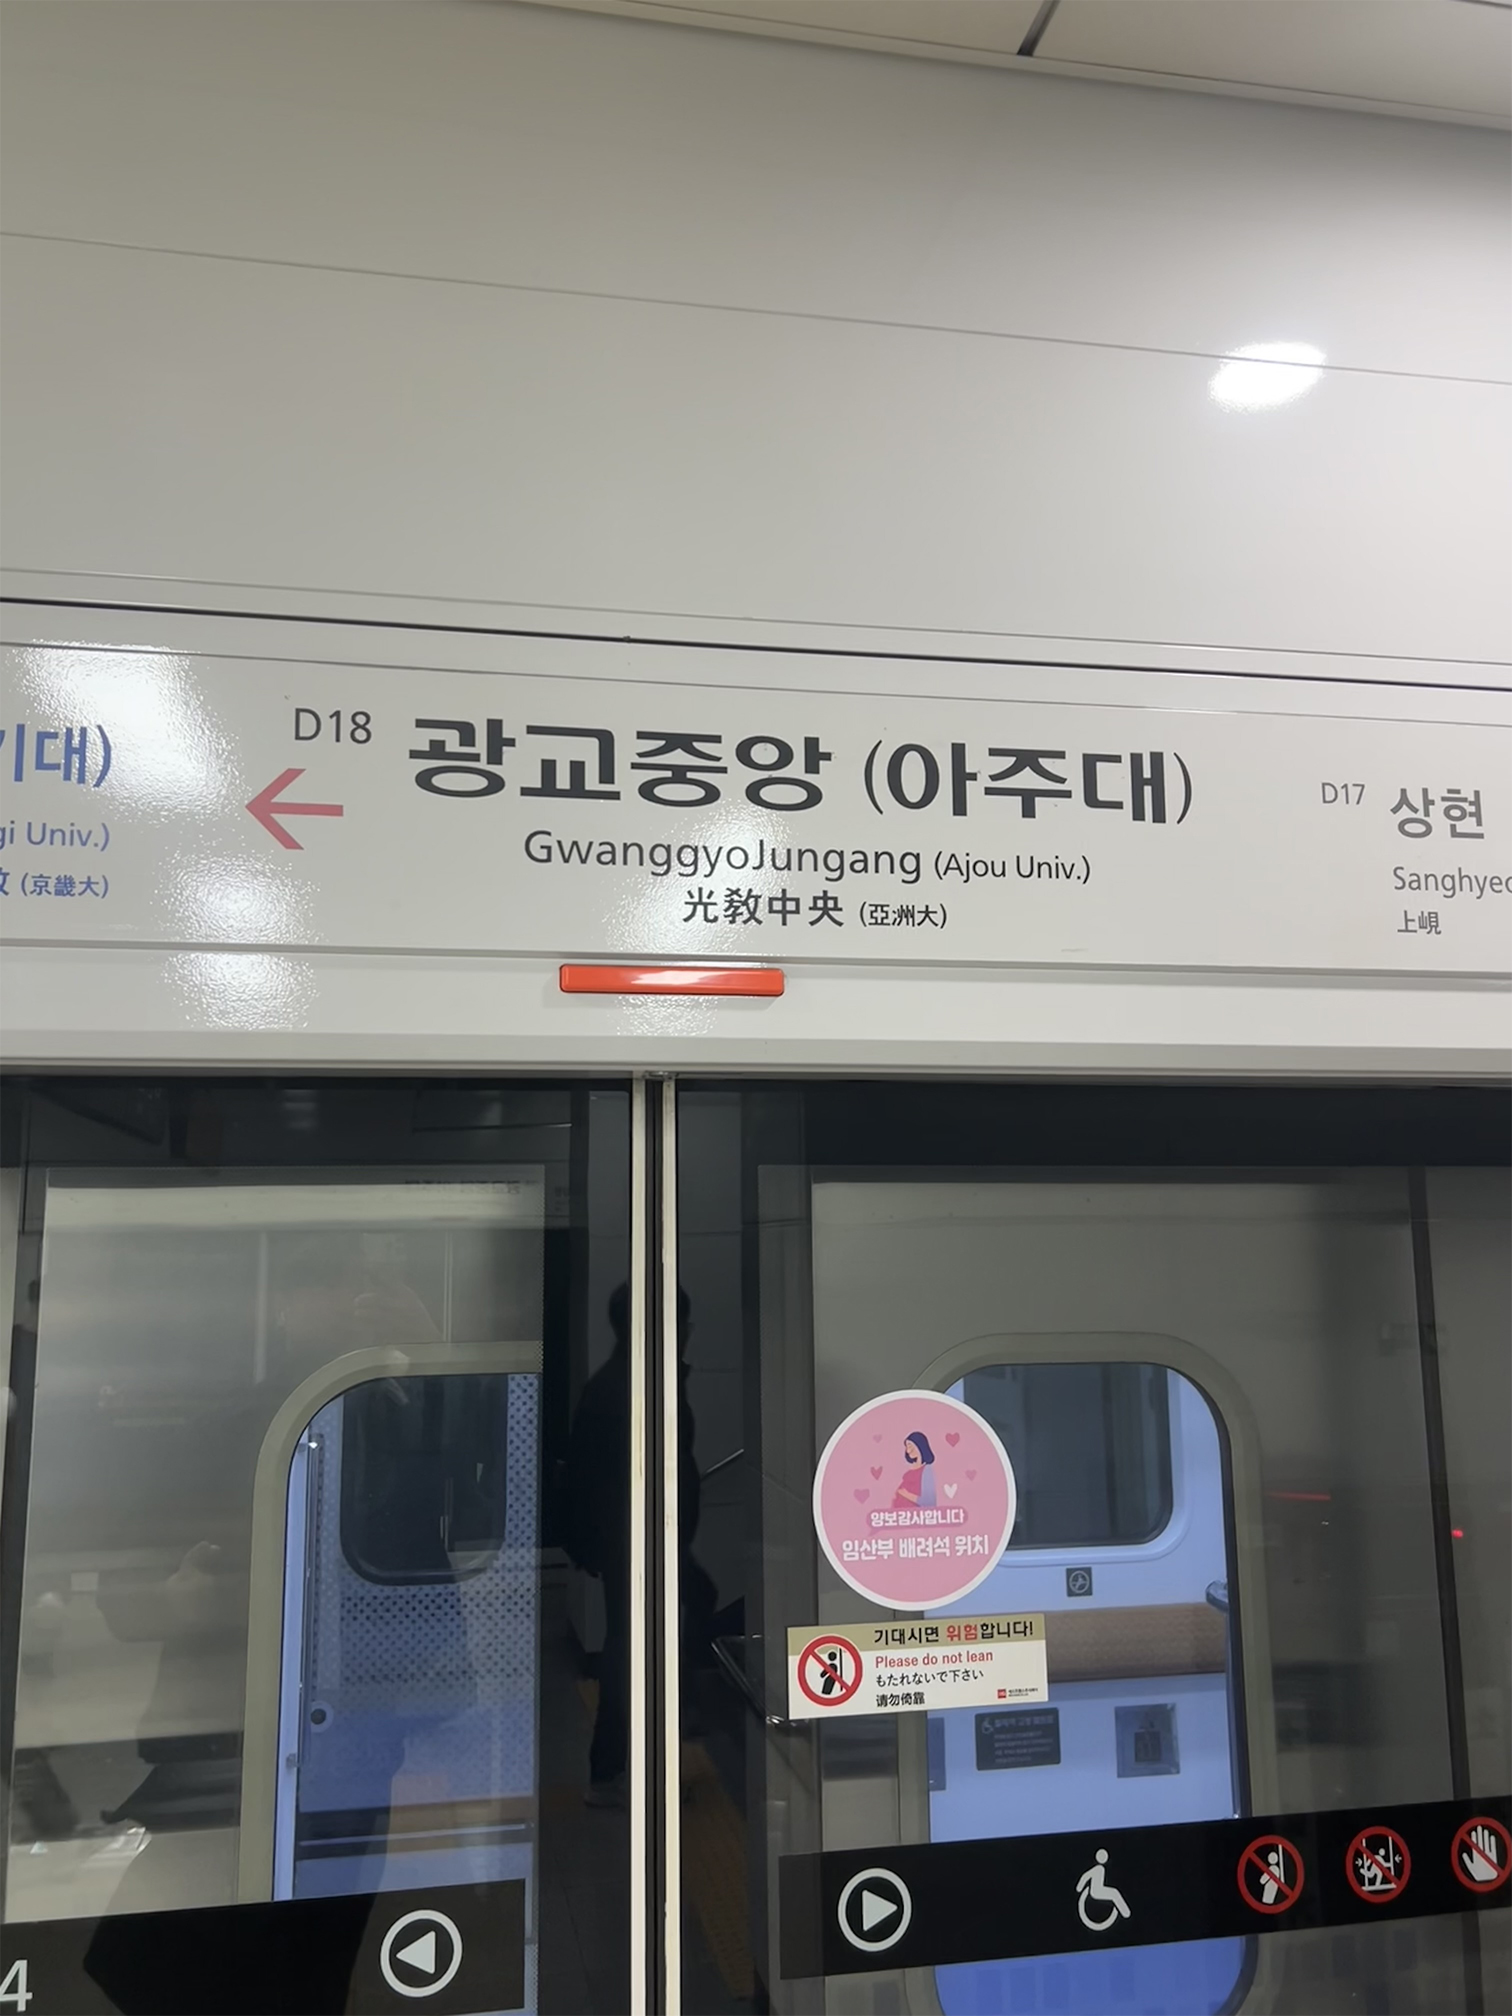 기대)
gi Univ.)
(京畿大)
D18
광교중앙 (아주대)
GwanggyoJungang (Ajou Univ.)
光敎中央 (亞洲大)
D17
상현
Sanghyeo
上峴
양보감사합니다
임산부 배려석 위치
기대시면 위험합니다!
Please do not lean
もたれないで下さい
请勿倚靠
4